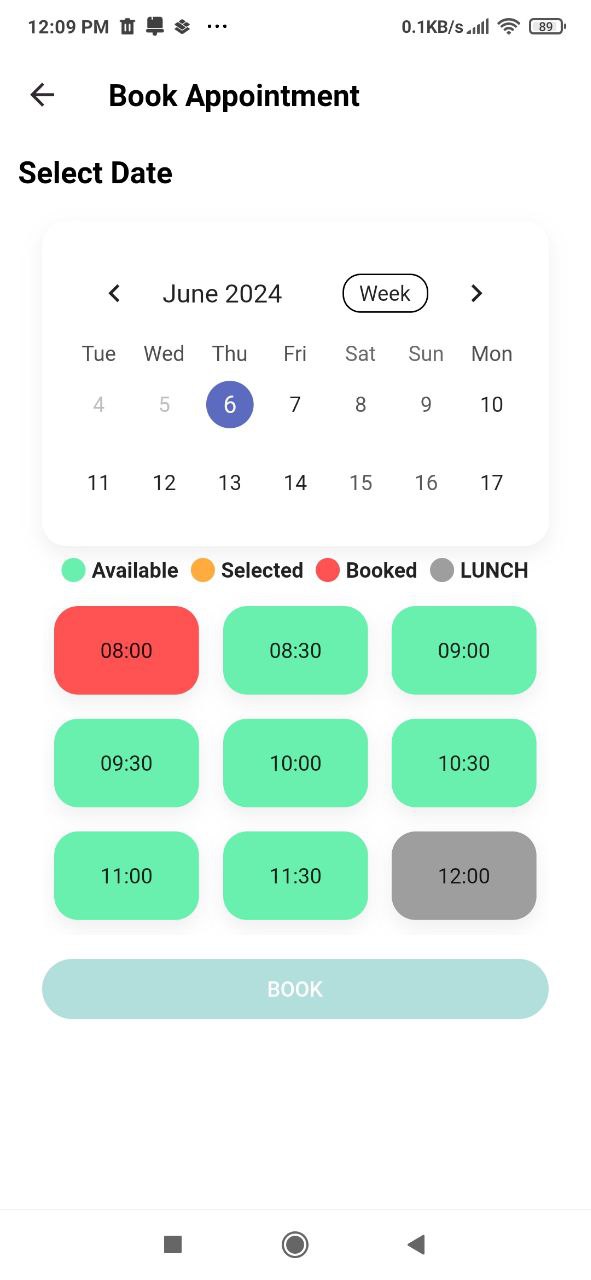 12:09 PM ... 0.1KB/s 89
Book Appointment
Select Date
June 2024 Week
Tue Wed Thu Fri Sat Sun Mon
4 5 6 7 8 9 10
11 12 13 14 15 16 17
Available Selected Booked LUNCH
08:00 08:30 09:00
09:30 10:00 10:30
11:00 11:30 12:00
BOOK